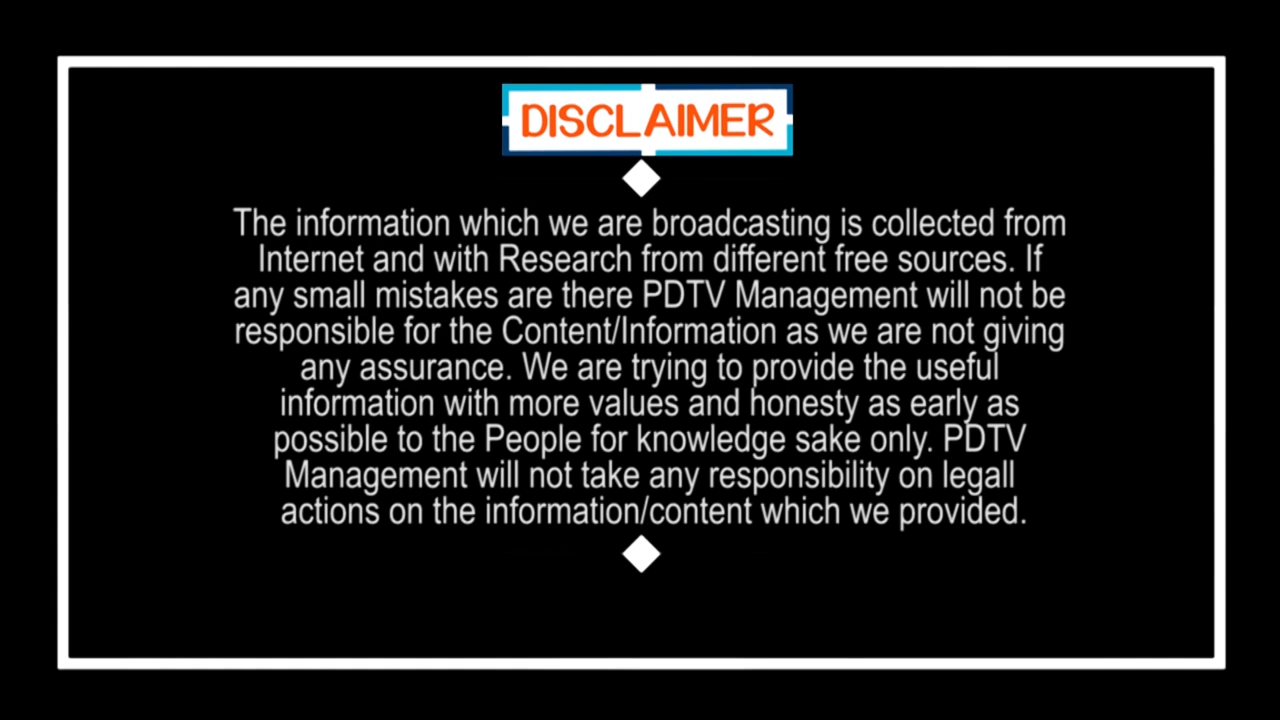 DISCLAIMER
The information which we are broadcasting is collected from
Internet and with Research from different free sources. If
any small mistakes are there PDTV Management will not be
responsible for the Content/Information as we are not giving
any assurance. We are trying to provide the useful
information with more values and honesty as early as
possible to the People for knowledge sake only. PDTV
Management will not take any responsibility on legall
actions on the information/content which we provided.